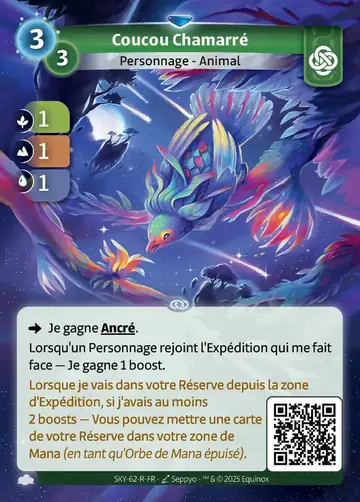 3
3
Coucou Chamarré
Personnage - Animal
1
1
1
Je gagne Ancré.
Lorsqu'un Personnage rejoint l'Expédition qui me fait
face — Je gagne 1 boost.
Lorsque je vais dans votre Réserve depuis la zone
d'Expédition, si j'avais au moins
2 boosts — Vous pouvez mettre une carte
de votre Réserve dans votre zone de
Mana (en tant qu'Orbe de Mana épuisé).
SKY-62-R-FR - Seppyo - ™ & © 2025 Equinox